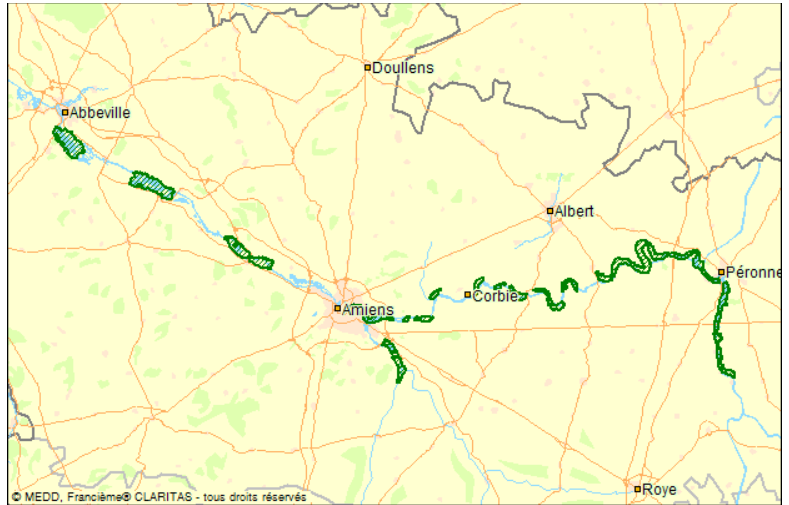 Doullens
Abbeville
Albert
Péronne
Corbie
Amiens
Roye
© MEDD, Francième® CLARITAS - tous droits réservés